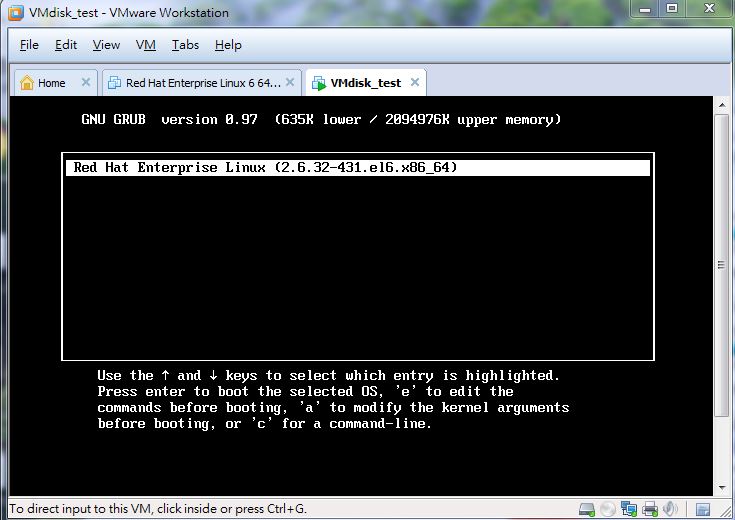 VMdisk_test - VMware Workstation
File Edit View VM Tabs Help
Home Red Hat Enterprise Linux 6 64... VMdisk_test
GNU GRUB version 0.97 (635K lower / 2094976K upper memory)
Red Hat Enterprise Linux (2.6.32-431.el6.x86_64)
Use the ↑ and ↓ keys to select which entry is highlighted.
Press enter to boot the selected OS, 'e' to edit the
commands before booting, 'a' to modify the kernel arguments
before booting, or 'c' for a command-line.
To direct input to this VM, click inside or press Ctrl+G.